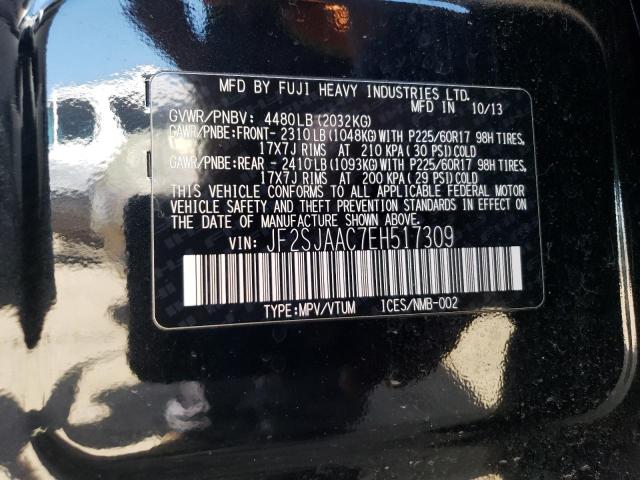 MFD BY FUJI HEAVY INDUSTRIES LTD.
MFD IN 10/13
GVWR/PNBV: 4480LB(2032KG)
GAWR/PNBE:FRONT- 2310LB(1048KG)WITH P225/60R17 98H TIRES,
17X7J RIMS AT 210 KPA(30 PSI)COLD
GAWR/PNBE:REAR - 2410LB(1093KG)WITH P225/60R17 98H TIRES,
17X7J RIMS AT 200 KPA(29 PSI)COLD
THIS VEHICLE CONFORMS TO ALL APPLICABLE FEDERAL MOTOR
VEHICLE SAFETY AND THEFT PREVENTION STANDARDS IN EFFECT ON
THE DATE OF MANUFACTURE SHOWN ABOVE.
VIN: JF2SJAAC7EH517309
TYPE:MPV/VTUM ICES/NMB-002